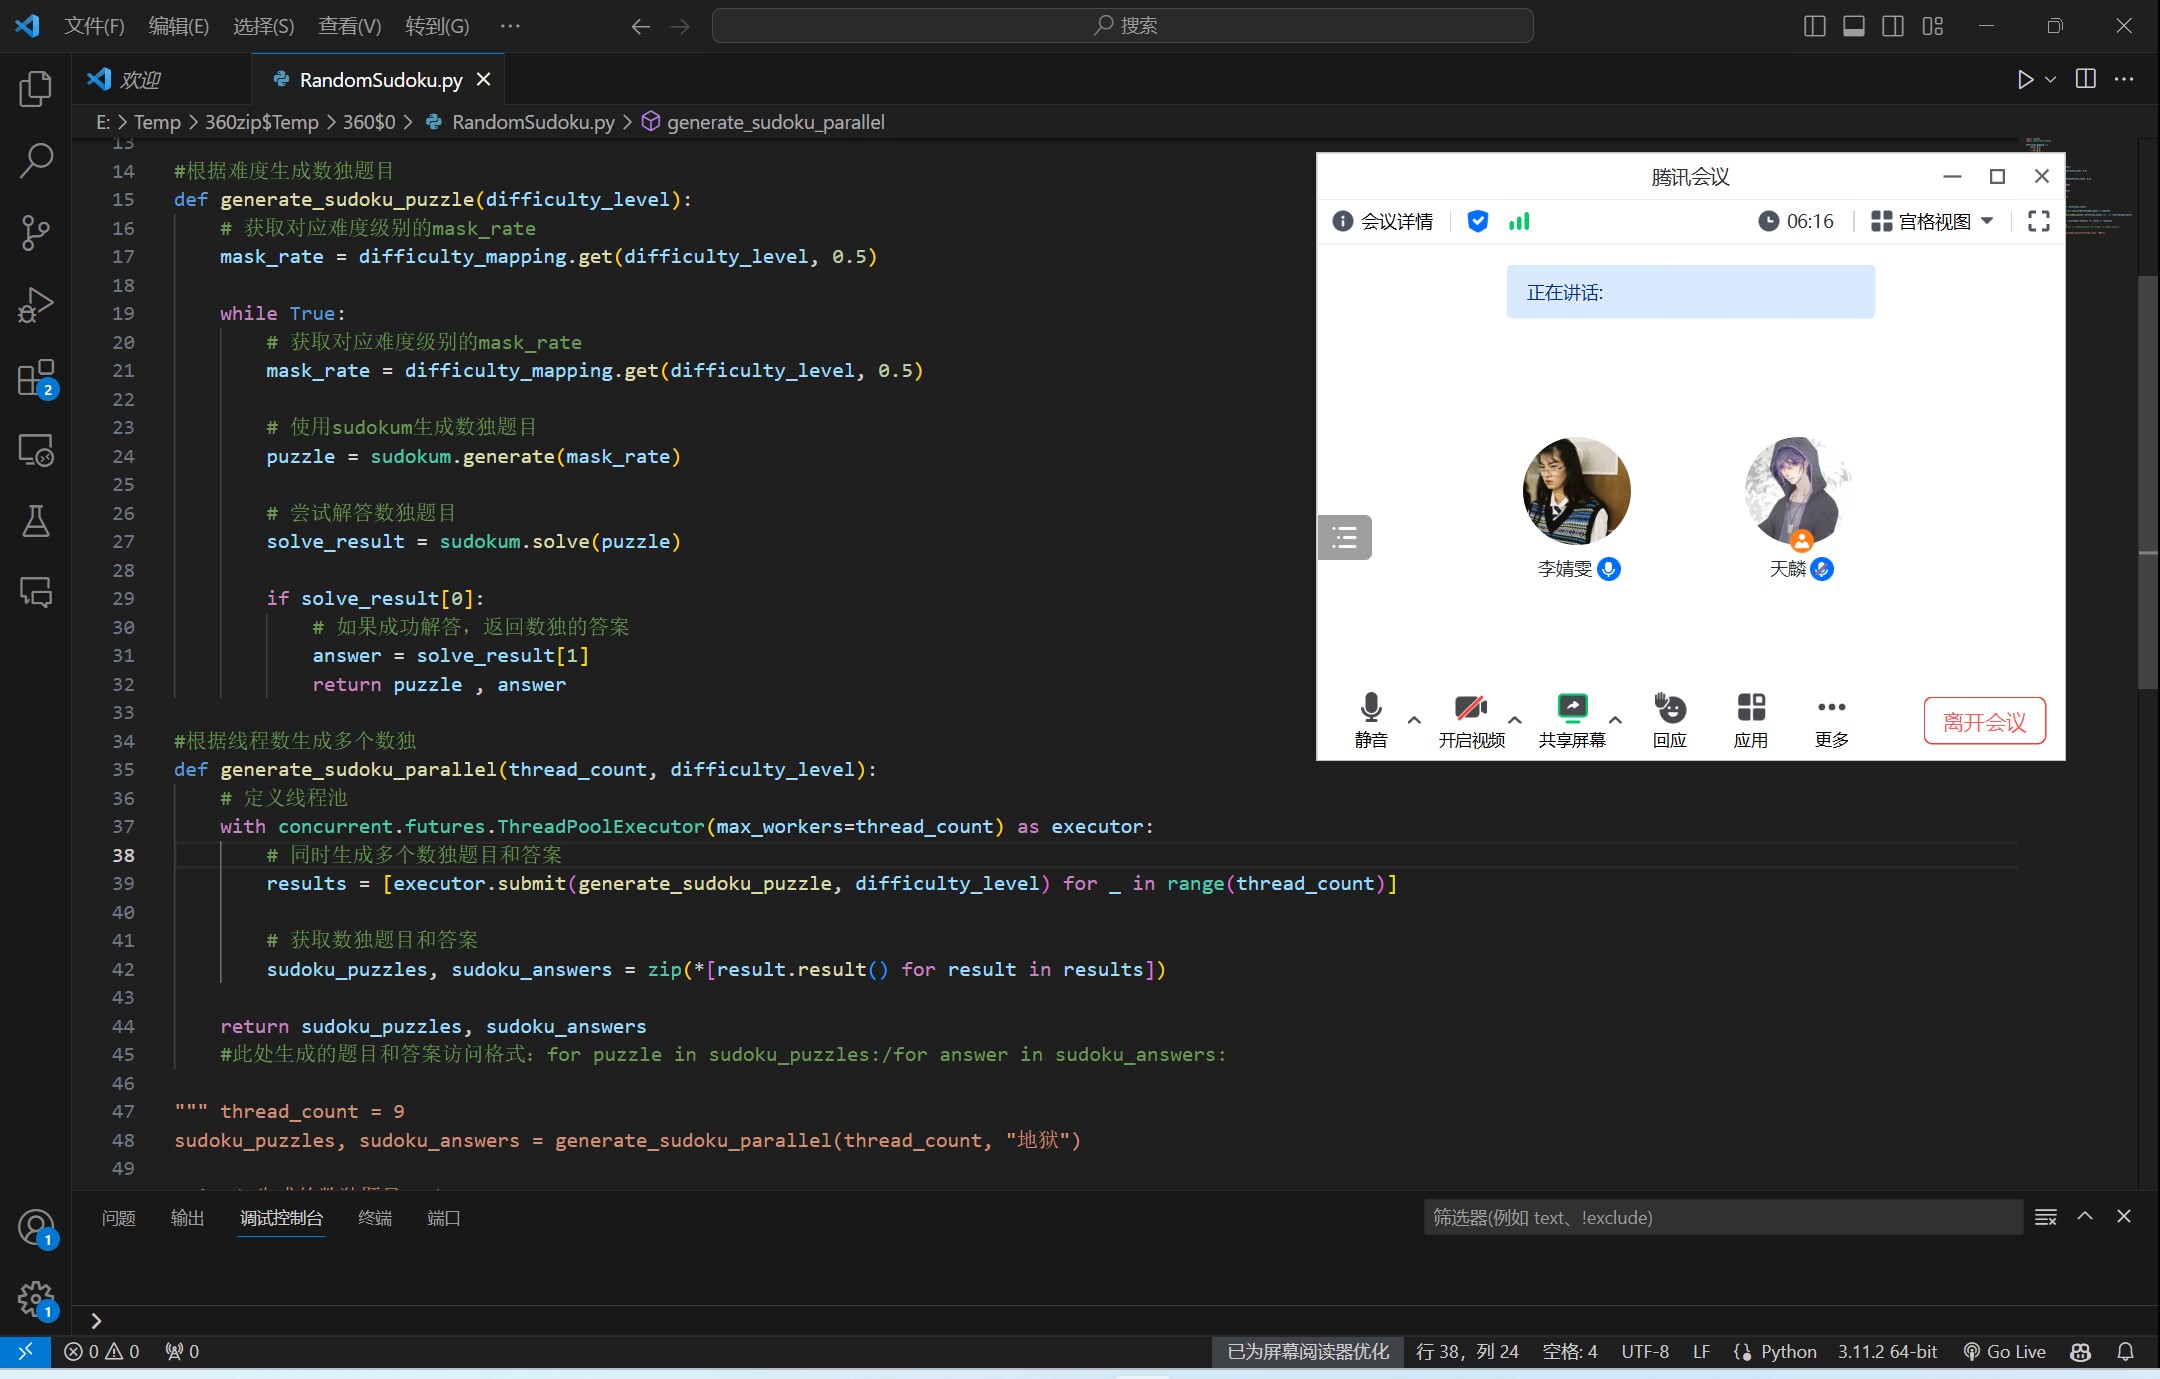 文件(F) 编辑(E) 选择(S) 查看(V) 转到(G) ··· 搜索
欢迎 RandomSudoku.py
E: > Temp > 360zip$Temp > 360$0 > RandomSudoku.py > generate_sudoku_parallel
13
14 #根据难度生成数独题目
15 def generate_sudoku_puzzle(difficulty_level):
16 # 获取对应难度级别的mask_rate
17 mask_rate = difficulty_mapping.get(difficulty_level, 0.5)
18
19 while True:
20 # 获取对应难度级别的mask_rate
21 mask_rate = difficulty_mapping.get(difficulty_level, 0.5)
22
23 # 使用sudokum生成数独题目
24 puzzle = sudokum.generate(mask_rate)
25
26 # 尝试解答数独题目
27 solve_result = sudokum.solve(puzzle)
28
29 if solve_result[0]:
30 # 如果成功解答，返回数独的答案
31 answer = solve_result[1]
32 return puzzle , answer
33
34 #根据线程数生成多个数独
35 def generate_sudoku_parallel(thread_count, difficulty_level):
36 # 定义线程池
37 with concurrent.futures.ThreadPoolExecutor(max_workers=thread_count) as executor:
38 # 同时生成多个数独题目和答案
39 results = [executor.submit(generate_sudoku_puzzle, difficulty_level) for _ in range(thread_count)]
40
41 # 获取数独题目和答案
42 sudoku_puzzles, sudoku_answers = zip(*[result.result() for result in results])
43
44 return sudoku_puzzles, sudoku_answers
45 #此处生成的题目和答案访问格式：for puzzle in sudoku_puzzles:/for answer in sudoku_answers:
46
47 """ thread_count = 9
48 sudoku_puzzles, sudoku_answers = generate_sudoku_parallel(thread_count, "地狱")
49
腾讯会议
会议详情 06:16 宫格视图
正在讲话:
李婧雯 天麟
静音 开启视频 共享屏幕 回应 应用 更多 离开会议
2
问题 输出 调试控制台 终端 端口 筛选器(例如 text、!exclude)
1
1
0 0 0 已为屏幕阅读器优化 行 38，列 24 空格: 4 UTF-8 LF Python 3.11.2 64-bit Go Live